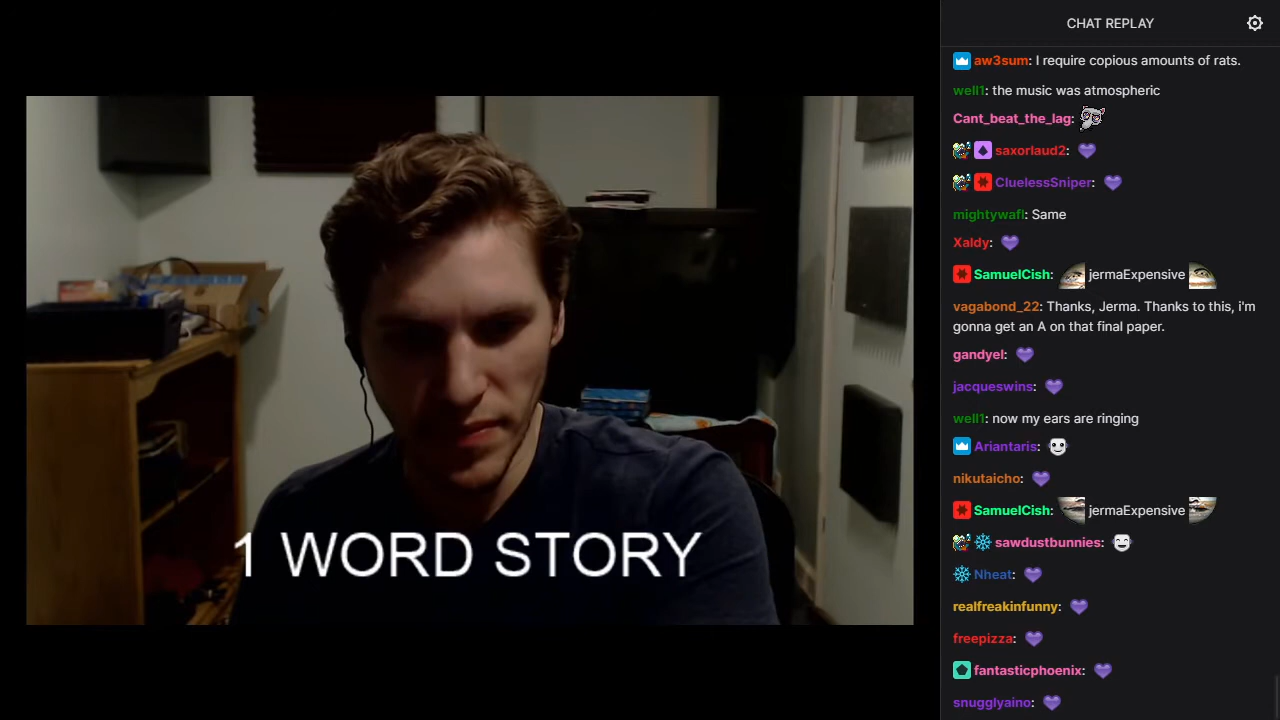 CHAT REPLAY
aw3sum: I require copious amounts of rats.
well1: the music was atmospheric
Cant_beat_the_lag:
saxorlaud2:
CluelessSniper:
mightywafl: Same
Xaldy:
SamuelCish: jermaExpensive
vagabond_22: Thanks, Jerma. Thanks to this, i'm
gonna get an A on that final paper.
gandyel:
jacqueswins:
well1: now my ears are ringing
Ariantaris:
nikutaicho:
SamuelCish: jermaExpensive
sawdustbunnies:
Nheat:
realfreakinfunny:
freepizza:
fantasticphoenix:
snugglyaino:
1 WORD STORY